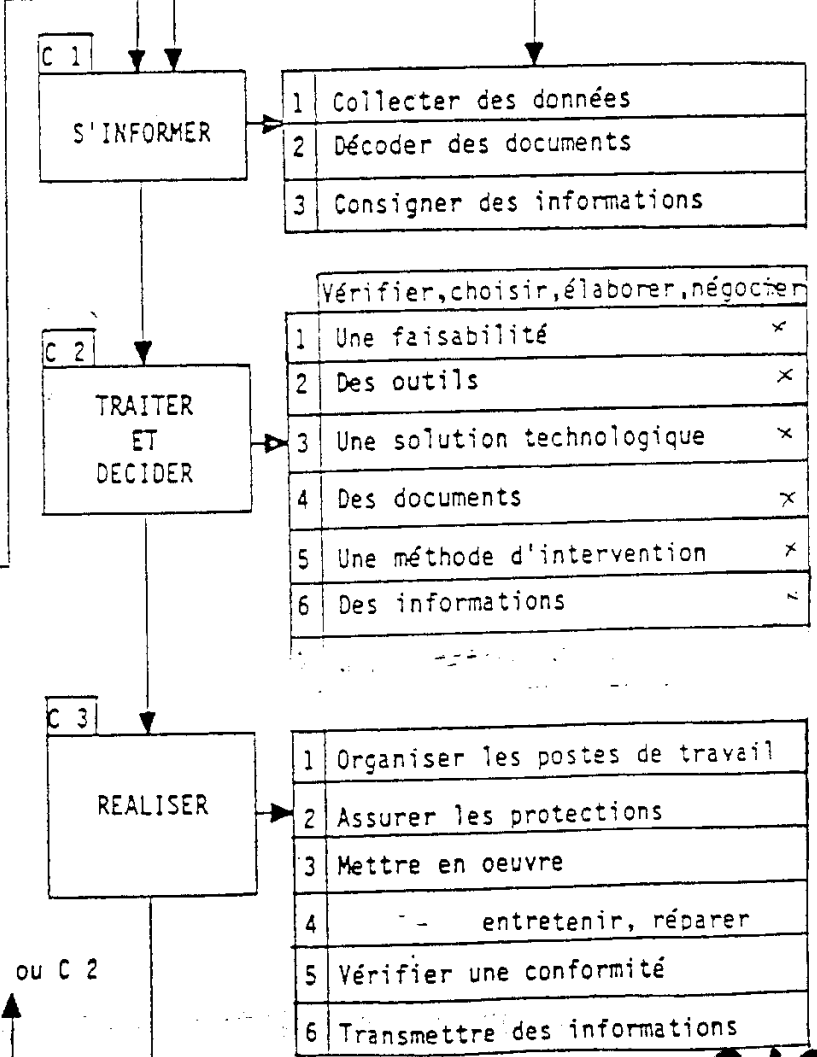 C 1
S'INFORMER
1 Collecter des données
2 Décoder des documents
3 Consigner des informations
Vérifier,choisir,élaborer,négocier
C 2
TRAITER
ET
DECIDER
1 Une faisabilité x
2 Des outils x
3 Une solution technologique x
4 Des documents x
5 Une méthode d'intervention x
6 Des informations
C 3
REALISER
1 Organiser les postes de travail
2 Assurer les protections
3 Mettre en oeuvre
4 entretenir, réparer
5 Vérifier une conformité
6 Transmettre des informations
ou C 2